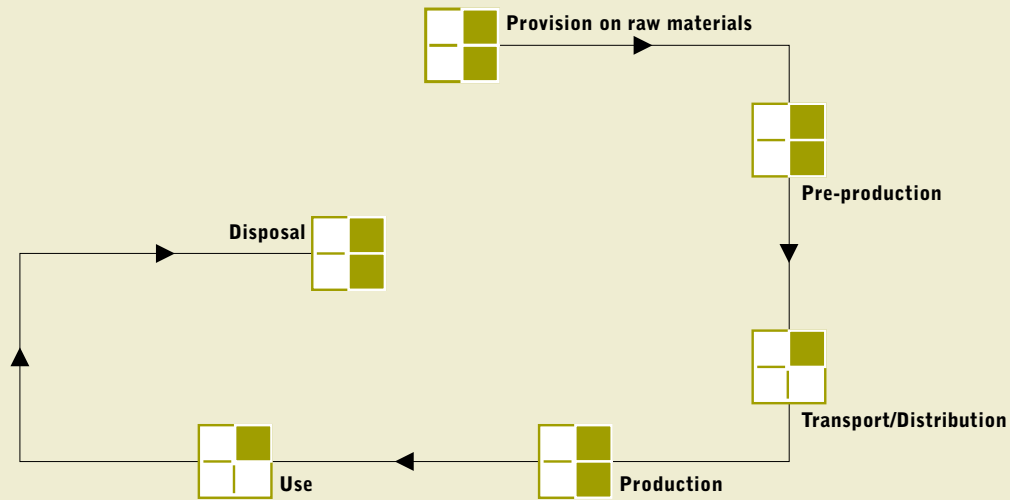 Provision on raw materials
Pre-production
Disposal
Transport/Distribution
Use
Production